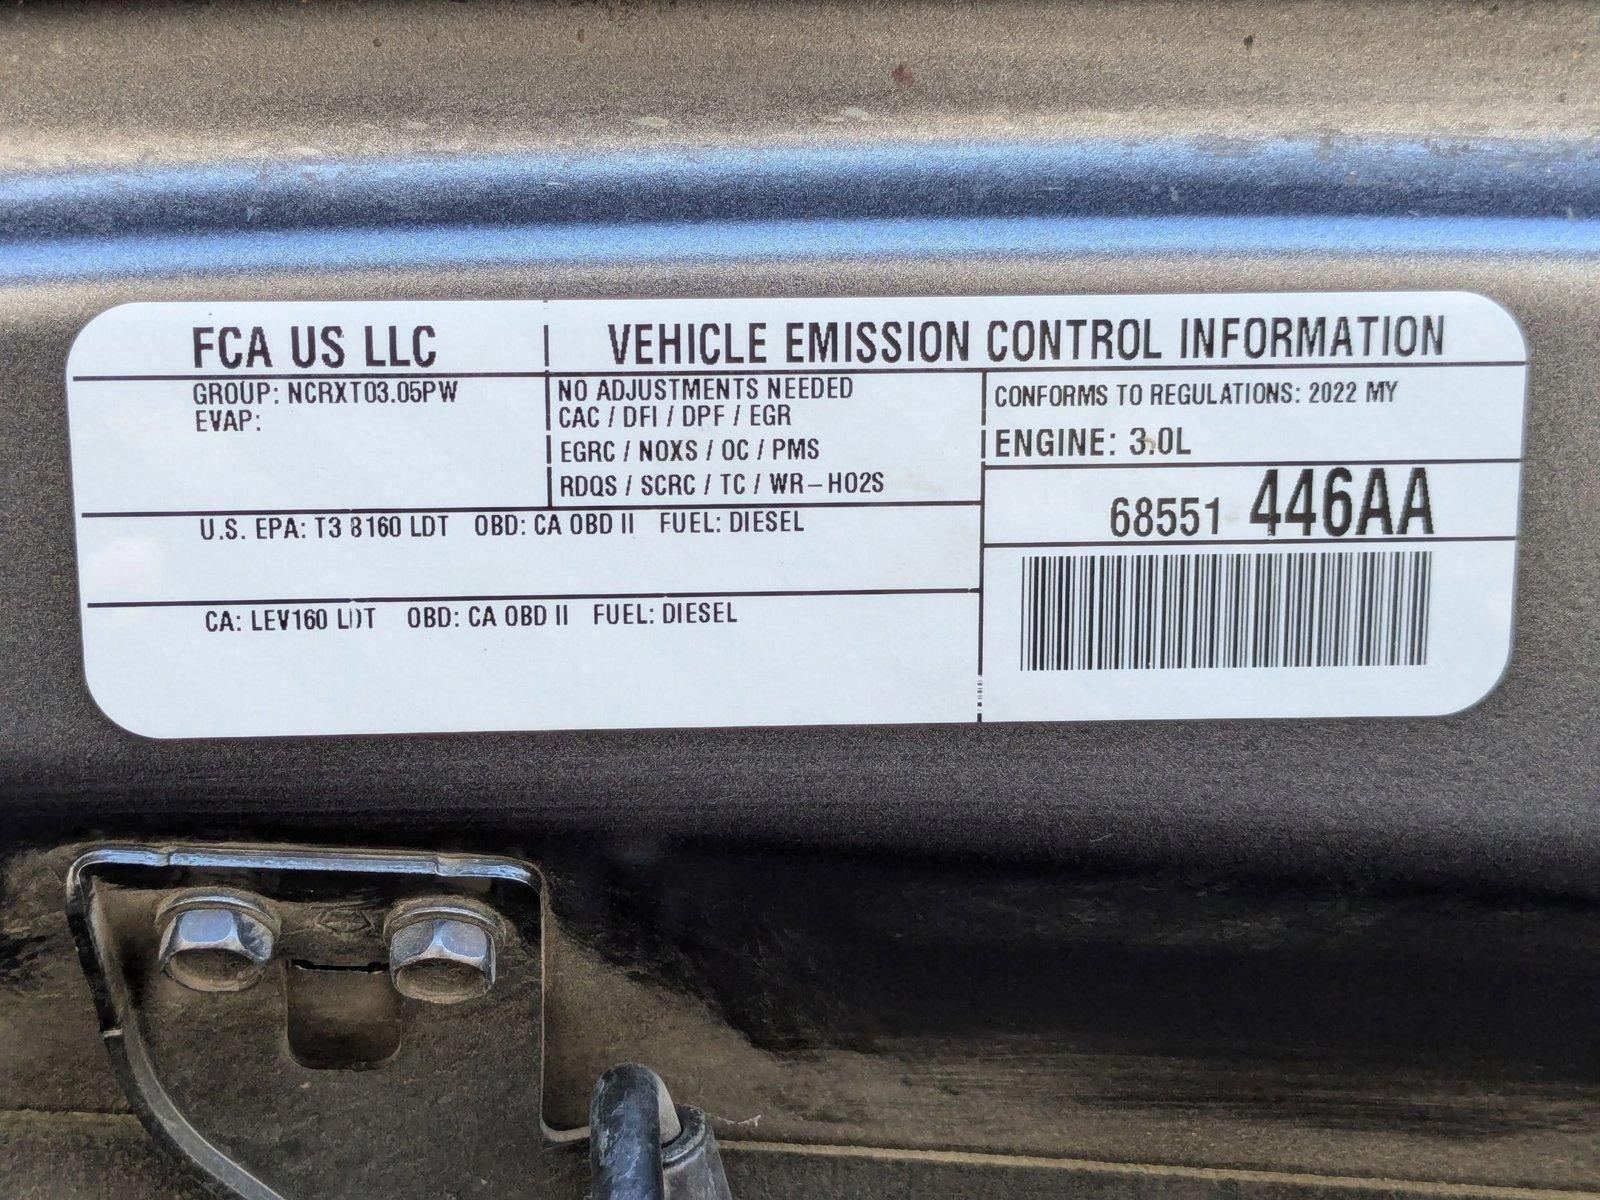 FCA US LLC
VEHICLE EMISSION CONTROL INFORMATION
GROUP: NCRXT03.05PW
EVAP:
NO ADJUSTMENTS NEEDED
CAC / DFI / DPF / EGR
EGRC / NOXS / OC / PMS
RDQS / SCRC / TC / WR-HO2S
CONFORMS TO REGULATIONS: 2022 MY
ENGINE: 3.0L
68551 446AA
U.S. EPA: T3 B160 LDT OBD: CA OBD II FUEL: DIESEL
CA: LEV160 LDT OBD: CA OBD II FUEL: DIESEL